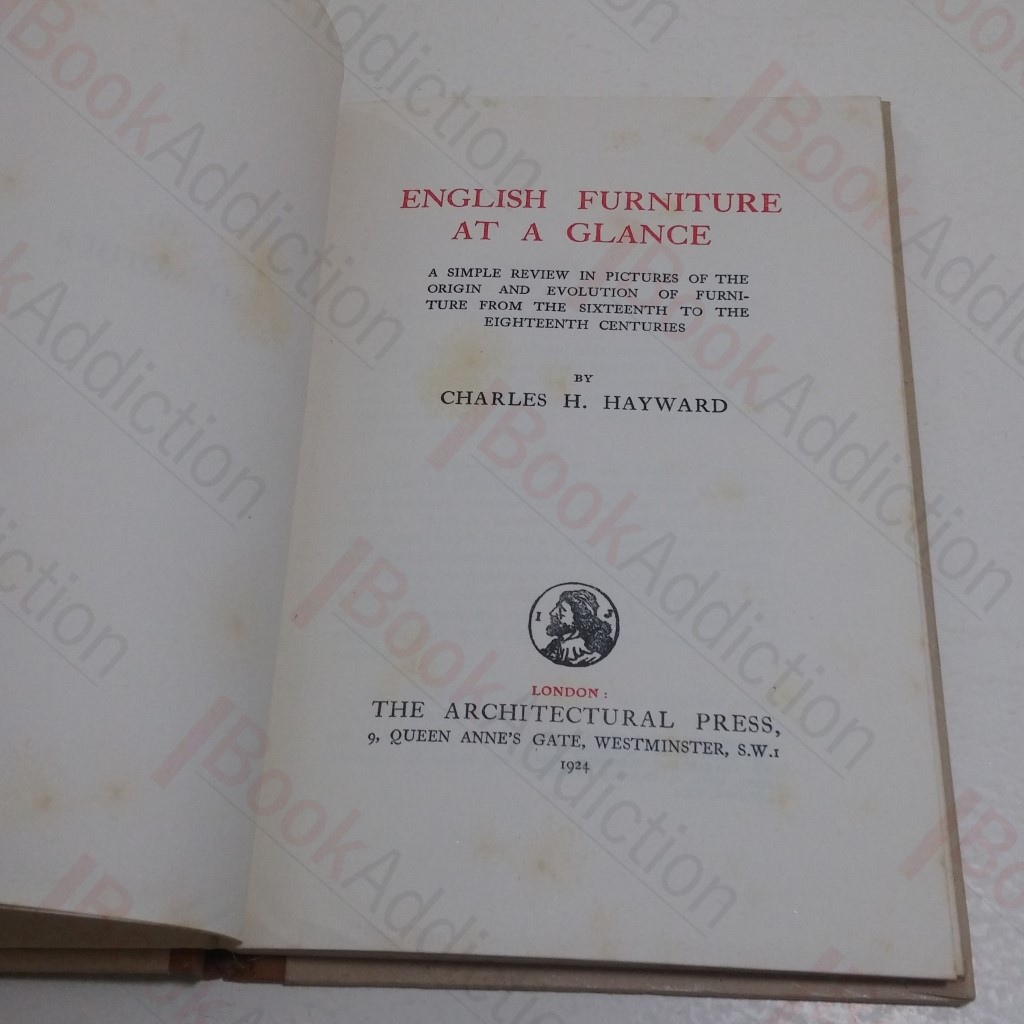 ENGLISH FURNITURE
AT A GLANCE
A SIMPLE REVIEW IN PICTURES OF THE
ORIGIN AND EVOLUTION OF FURNI-
TURE FROM THE SIXTEENTH TO THE
EIGHTEENTH CENTURIES
BY
CHARLES H. HAYWARD
LONDON:
THE ARCHITECTURAL PRESS,
9, QUEEN ANNE'S GATE, WESTMINSTER, S.W.1
1924
BookAddiction